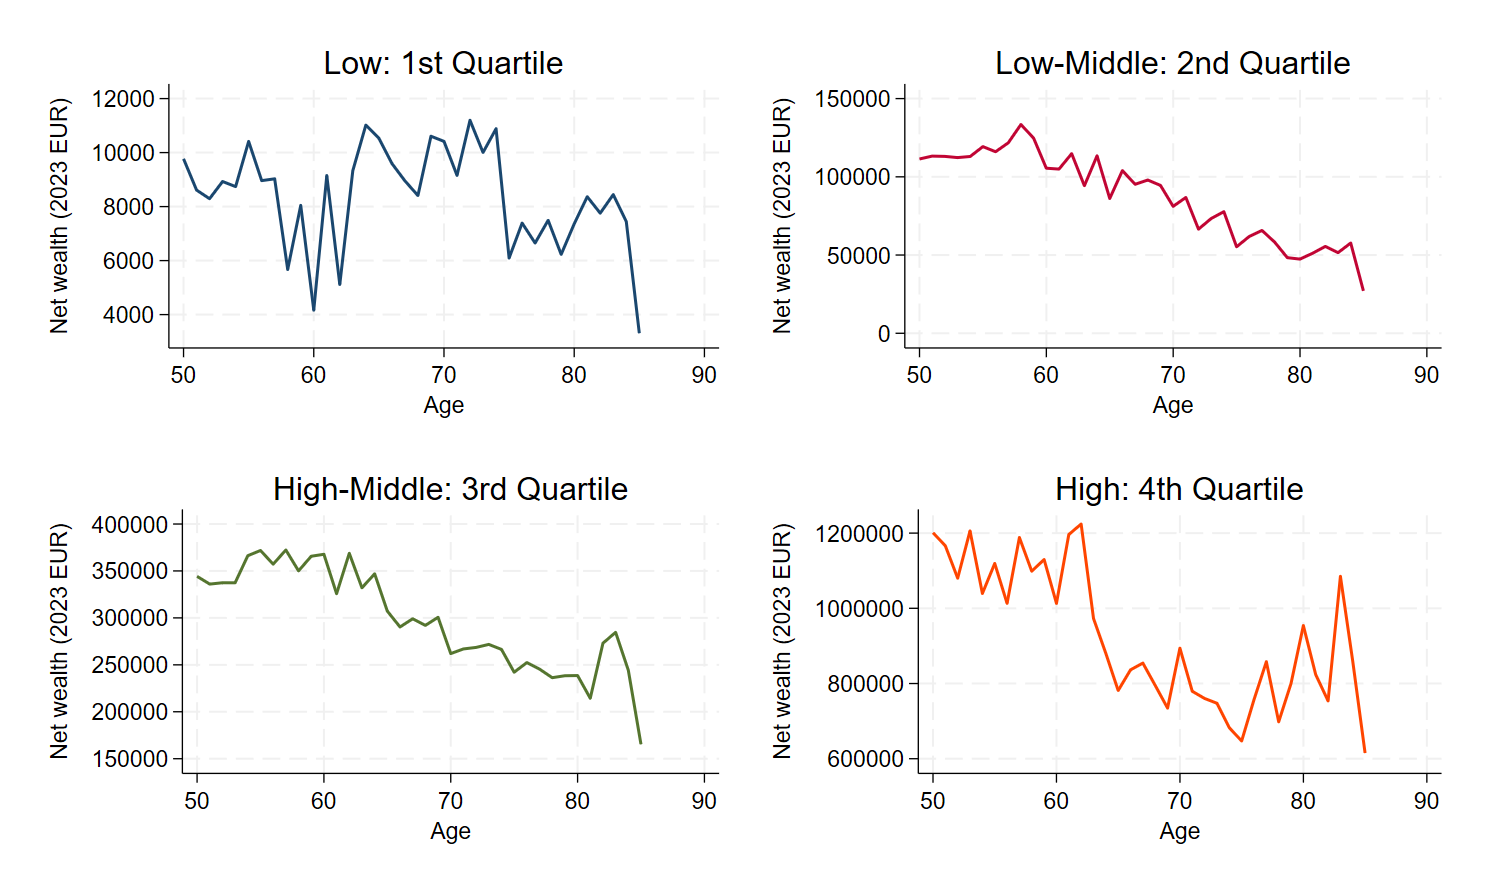 Low: 1st Quartile
Net wealth (2023 EUR)
12000
10000
8000
6000
4000
50 60 70 80 90
Age
Low-Middle: 2nd Quartile
Net wealth (2023 EUR)
150000
100000
50000
0
50 60 70 80 90
Age
High-Middle: 3rd Quartile
Net wealth (2023 EUR)
400000
350000
300000
250000
200000
150000
50 60 70 80 90
Age
High: 4th Quartile
Net wealth (2023 EUR)
1200000
1000000
800000
600000
50 60 70 80 90
Age